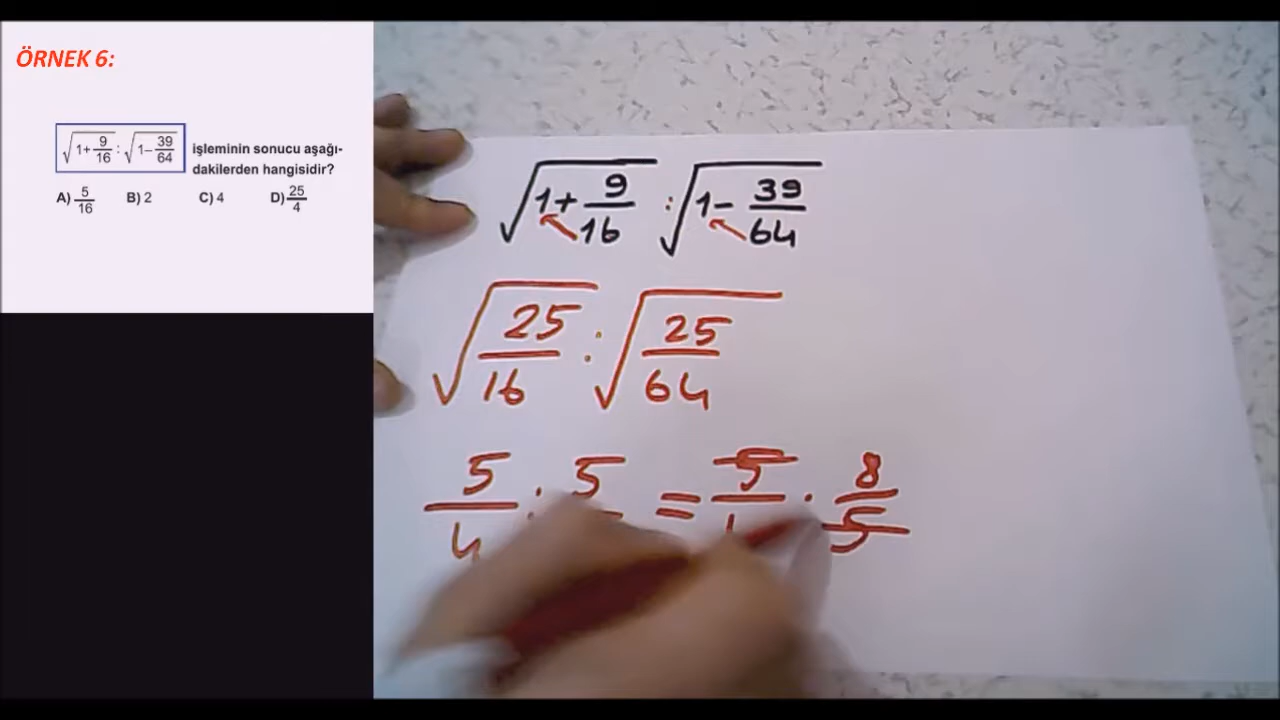 ÖRNEK 6:
√(1+9/16) : √(1−39/64) işleminin sonucu aşağı-
dakilerden hangisidir?
A) 5/16 B) 2 C) 4 D) 25/4
√(1+9/16) : √(1−39/64)
√(25/16) : √(25/64)
5/4 : 5 = 5 · 8/5